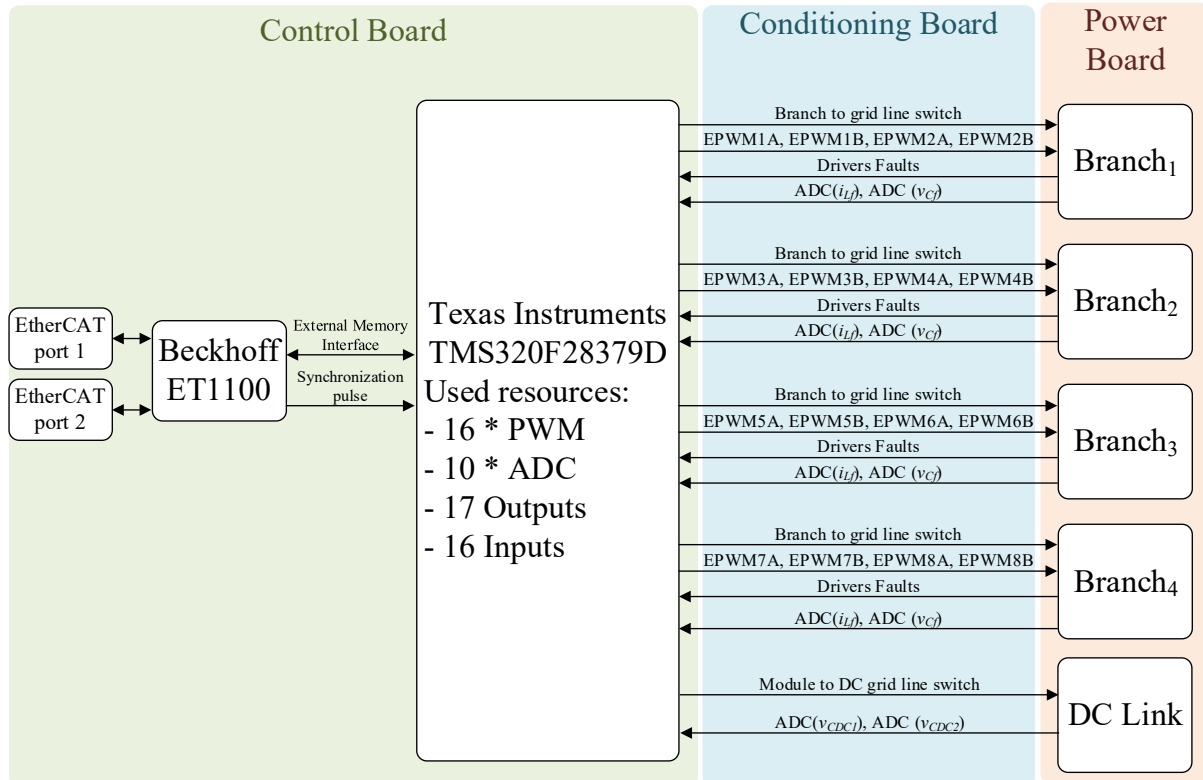 Control Board
Conditioning Board
Power
Board
EtherCAT
port 1
EtherCAT
port 2
Beckhoff
ET1100
External Memory
Interface
Synchronization
pulse
Texas Instruments
TMS320F28379D
Used resources:
- 16 * PWM
- 10 * ADC
- 17 Outputs
- 16 Inputs
Branch to grid line switch
EPWM1A, EPWM1B, EPWM2A, EPWM2B
Drivers Faults
ADC(iLf), ADC (vCf)
Branch1
Branch to grid line switch
EPWM3A, EPWM3B, EPWM4A, EPWM4B
Drivers Faults
ADC(iLf), ADC (vCf)
Branch2
Branch to grid line switch
EPWM5A, EPWM5B, EPWM6A, EPWM6B
Drivers Faults
ADC(iLf), ADC (vCf)
Branch3
Branch to grid line switch
EPWM7A, EPWM7B, EPWM8A, EPWM8B
Drivers Faults
ADC(iLf), ADC (vCf)
Branch4
Module to DC grid line switch
ADC(vCDC1), ADC (vCDC2)
DC Link